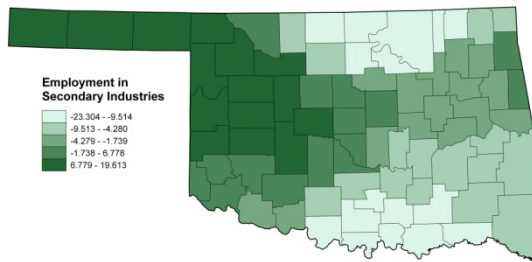 Employment in
Secondary Industries
-23.304 - -9.514
-9.513 - -4.280
-4.279 - -1.739
-1.738 - 6.778
6.779 - 19.613